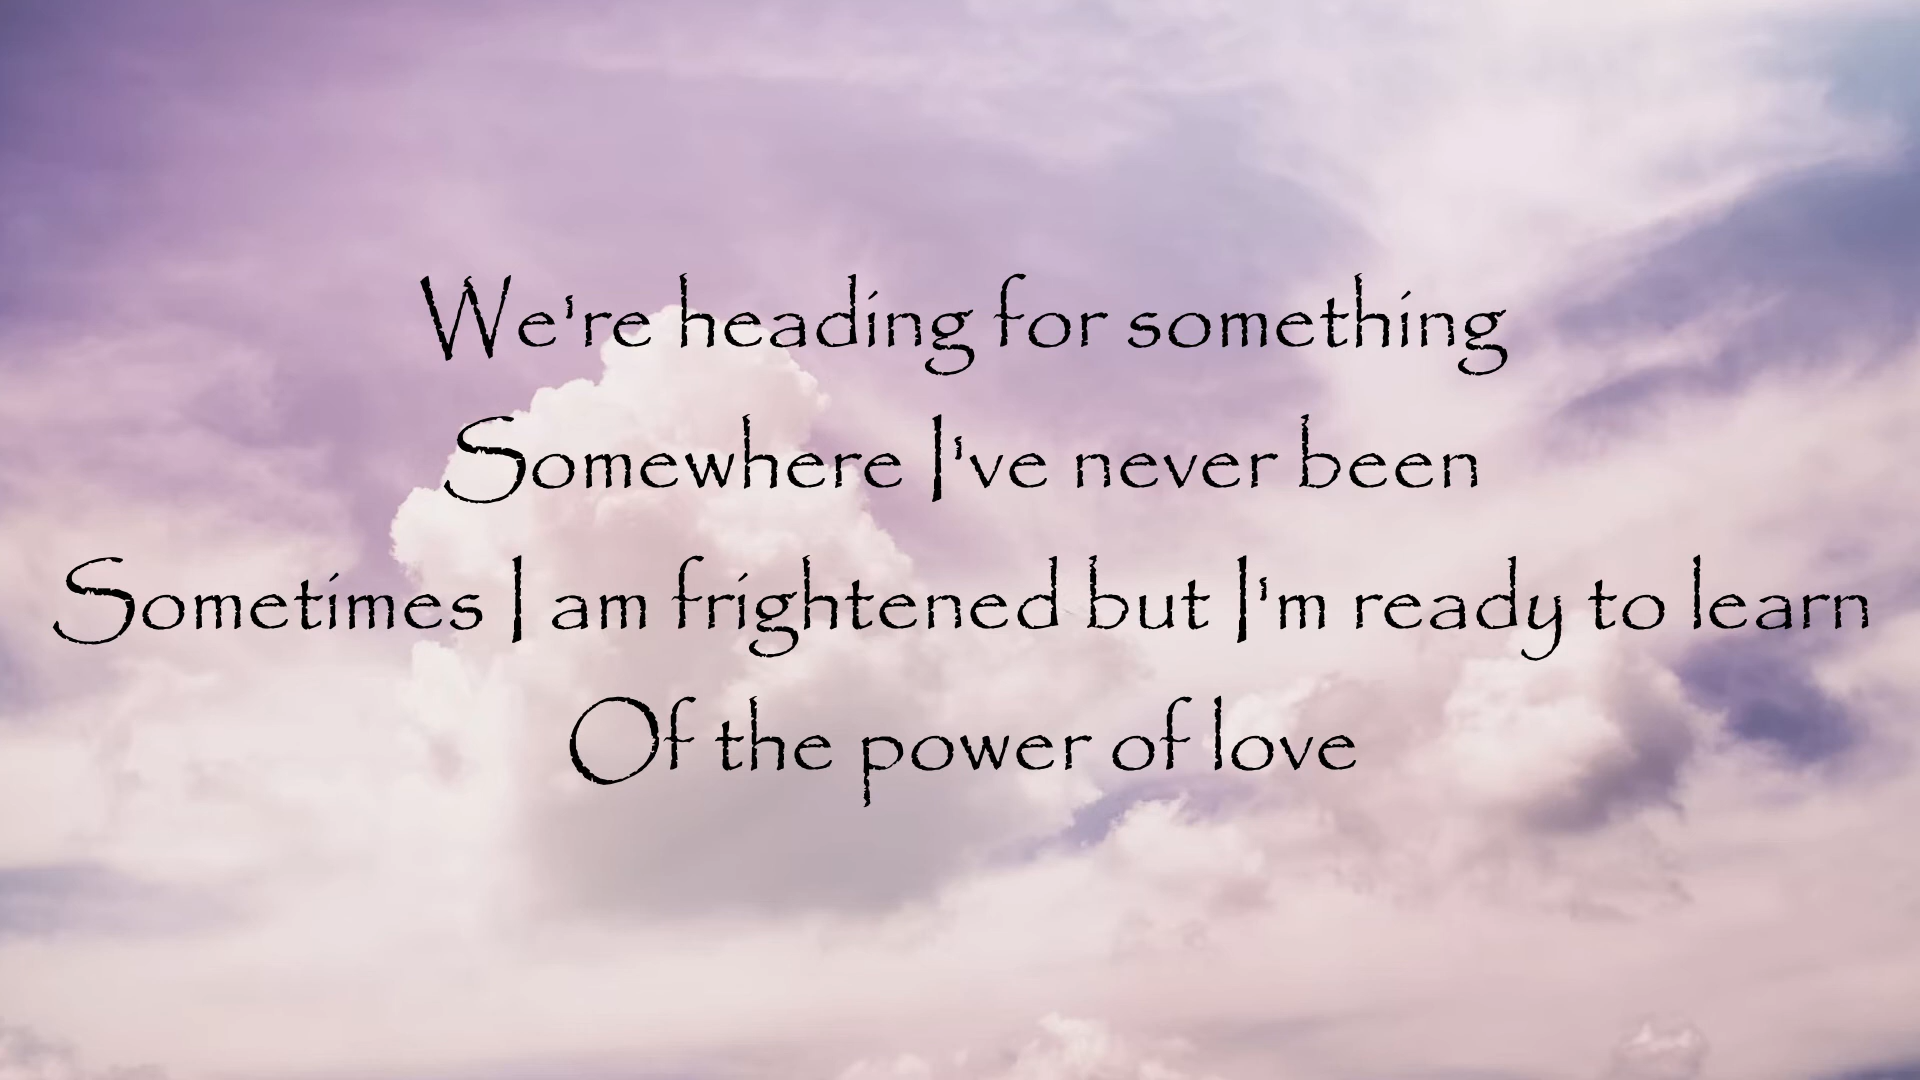 We're heading for something
Somewhere I've never been
Sometimes I am frightened but I'm ready to learn
Of the power of love